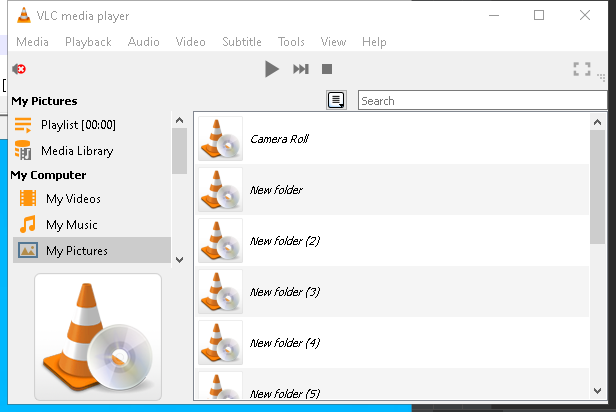 VLC media player
Media Playback Audio Video Subtitle Tools View Help
My Pictures
Search
Playlist [00:00]
Media Library
My Computer
My Videos
My Music
My Pictures
Camera Roll
New folder
New folder (2)
New folder (3)
New folder (4)
New folder (5)